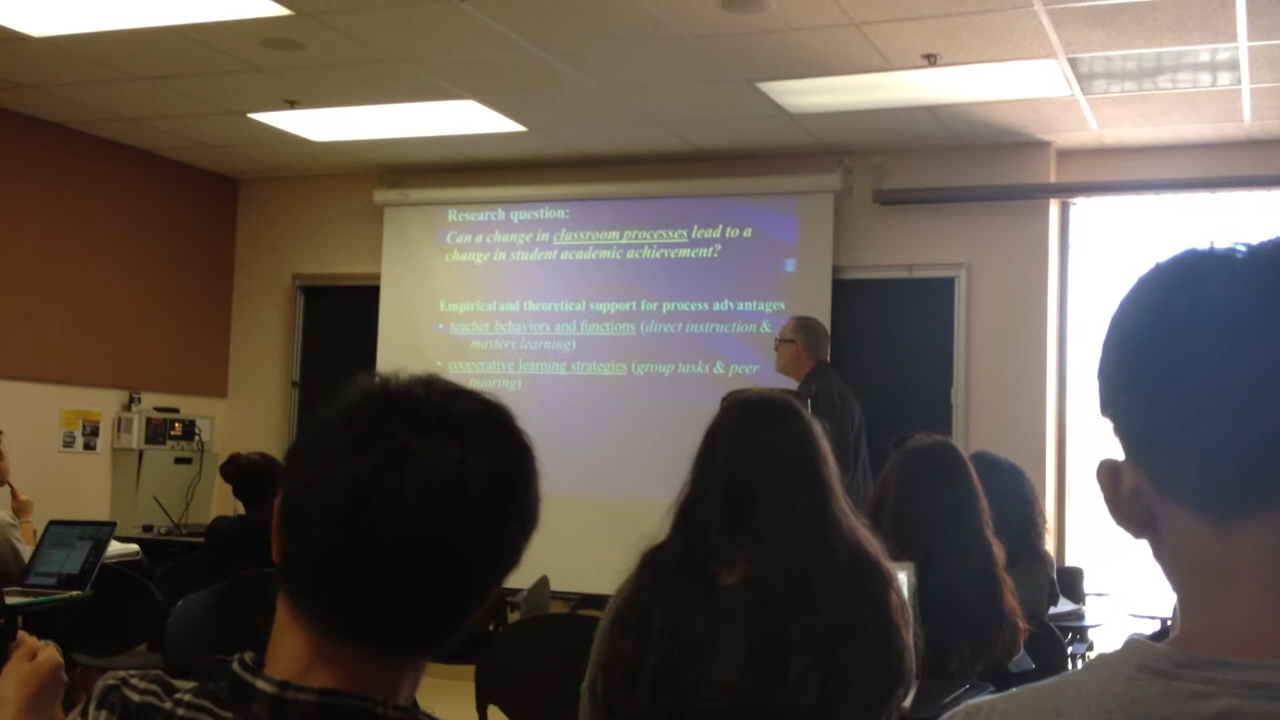 Research question:
Can a change in classroom processes lead to a
change in student academic achievement?
Empirical and theoretical support for process advantages
• teacher behaviors and functions (direct instruction &
mastery learning)
• cooperative learning strategies (group tasks & peer
tutoring)